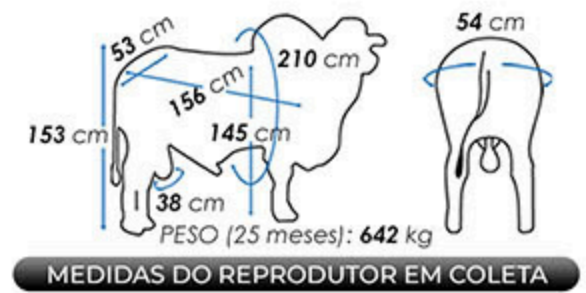 53 cm
54 cm
210 cm
156 cm
153 cm
145 cm
38 cm
PESO (25 meses): 642 kg
MEDIDAS DO REPRODUTOR EM COLETA